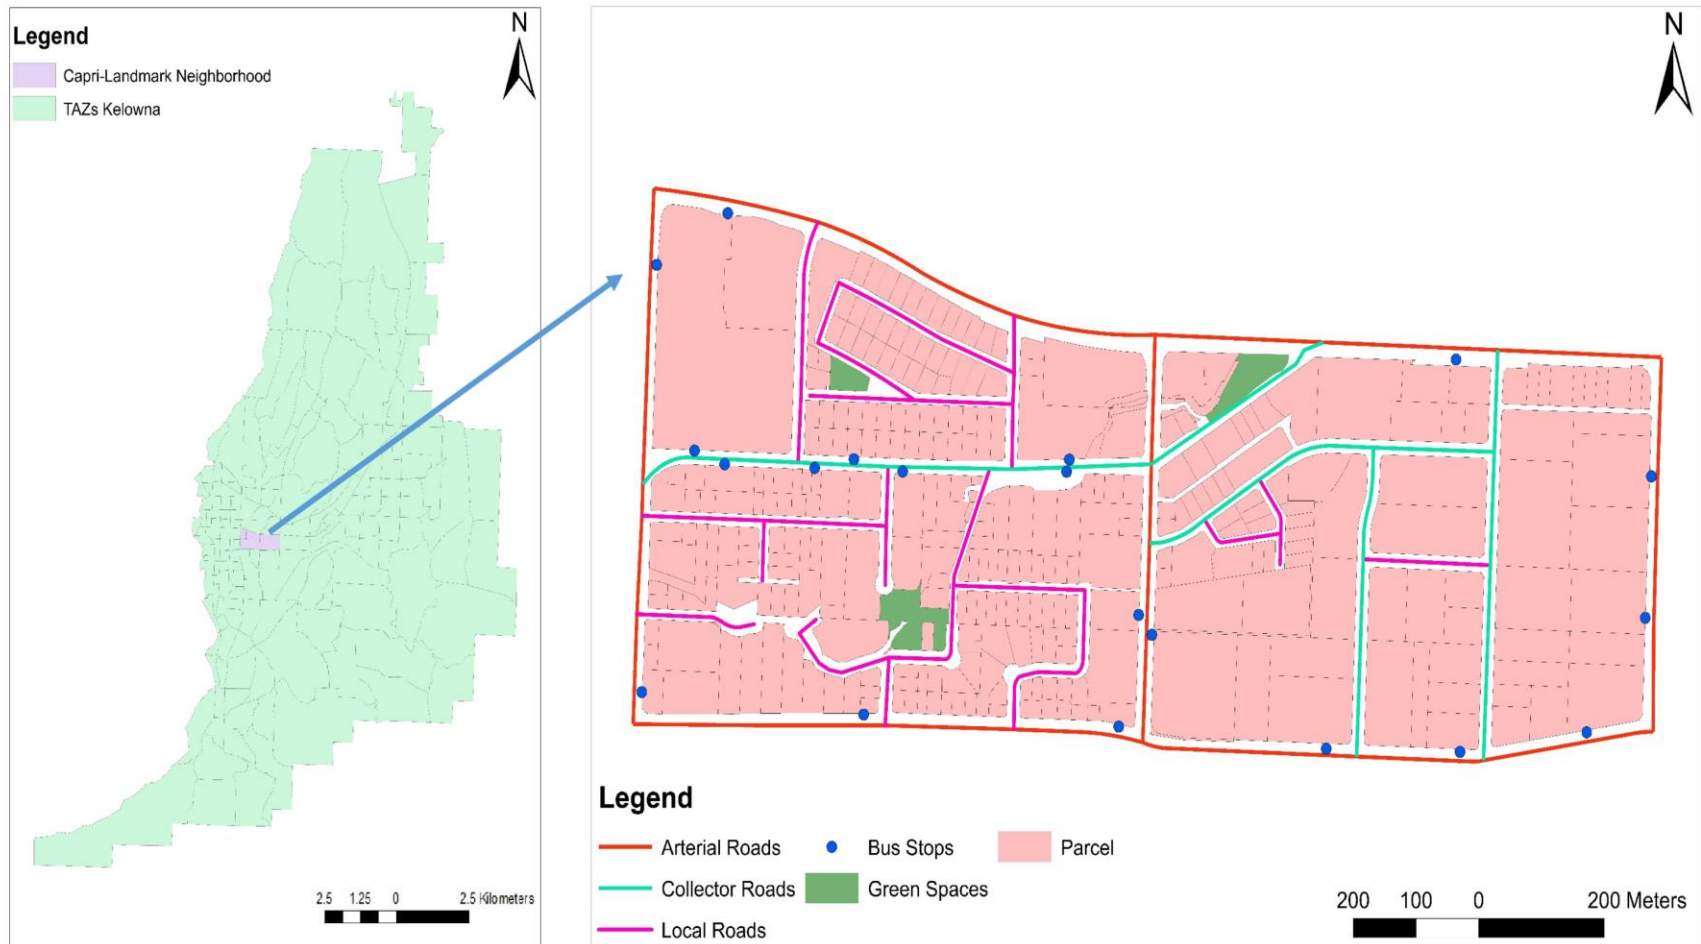 Legend
N
Capri-Landmark Neighborhood
TAZs Kelowna
2.5 1.25 0 2.5 Kilometers
N
Legend
Arterial Roads Bus Stops Parcel
Collector Roads Green Spaces
Local Roads
200 100 0 200 Meters